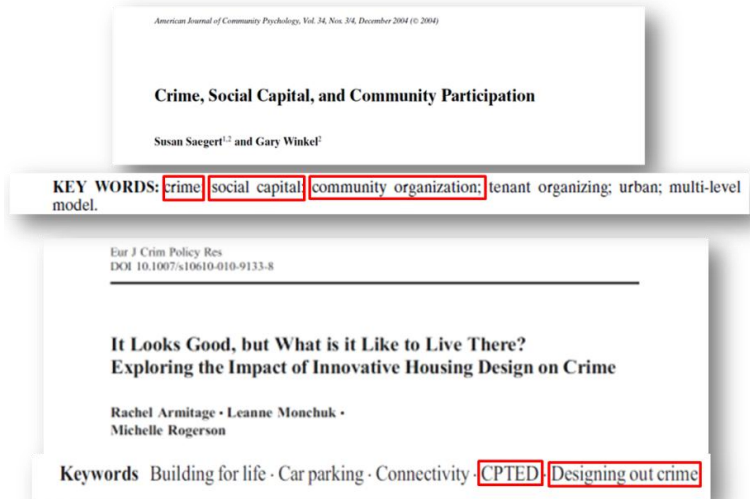 American Journal of Community Psychology, Vol. 34, Nos. 3/4, December 2004 (© 2004)
Crime, Social Capital, and Community Participation
Susan Saegert1,2 and Gary Winkel2
KEY WORDS: crime; social capital; community organization; tenant organizing; urban; multi-level
model.
Eur J Crim Policy Res
DOI 10.1007/s10610-010-9133-8
It Looks Good, but What is it Like to Live There?
Exploring the Impact of Innovative Housing Design on Crime
Rachel Armitage · Leanne Monchuk ·
Michelle Rogerson
Keywords Building for life · Car parking · Connectivity · CPTED · Designing out crime